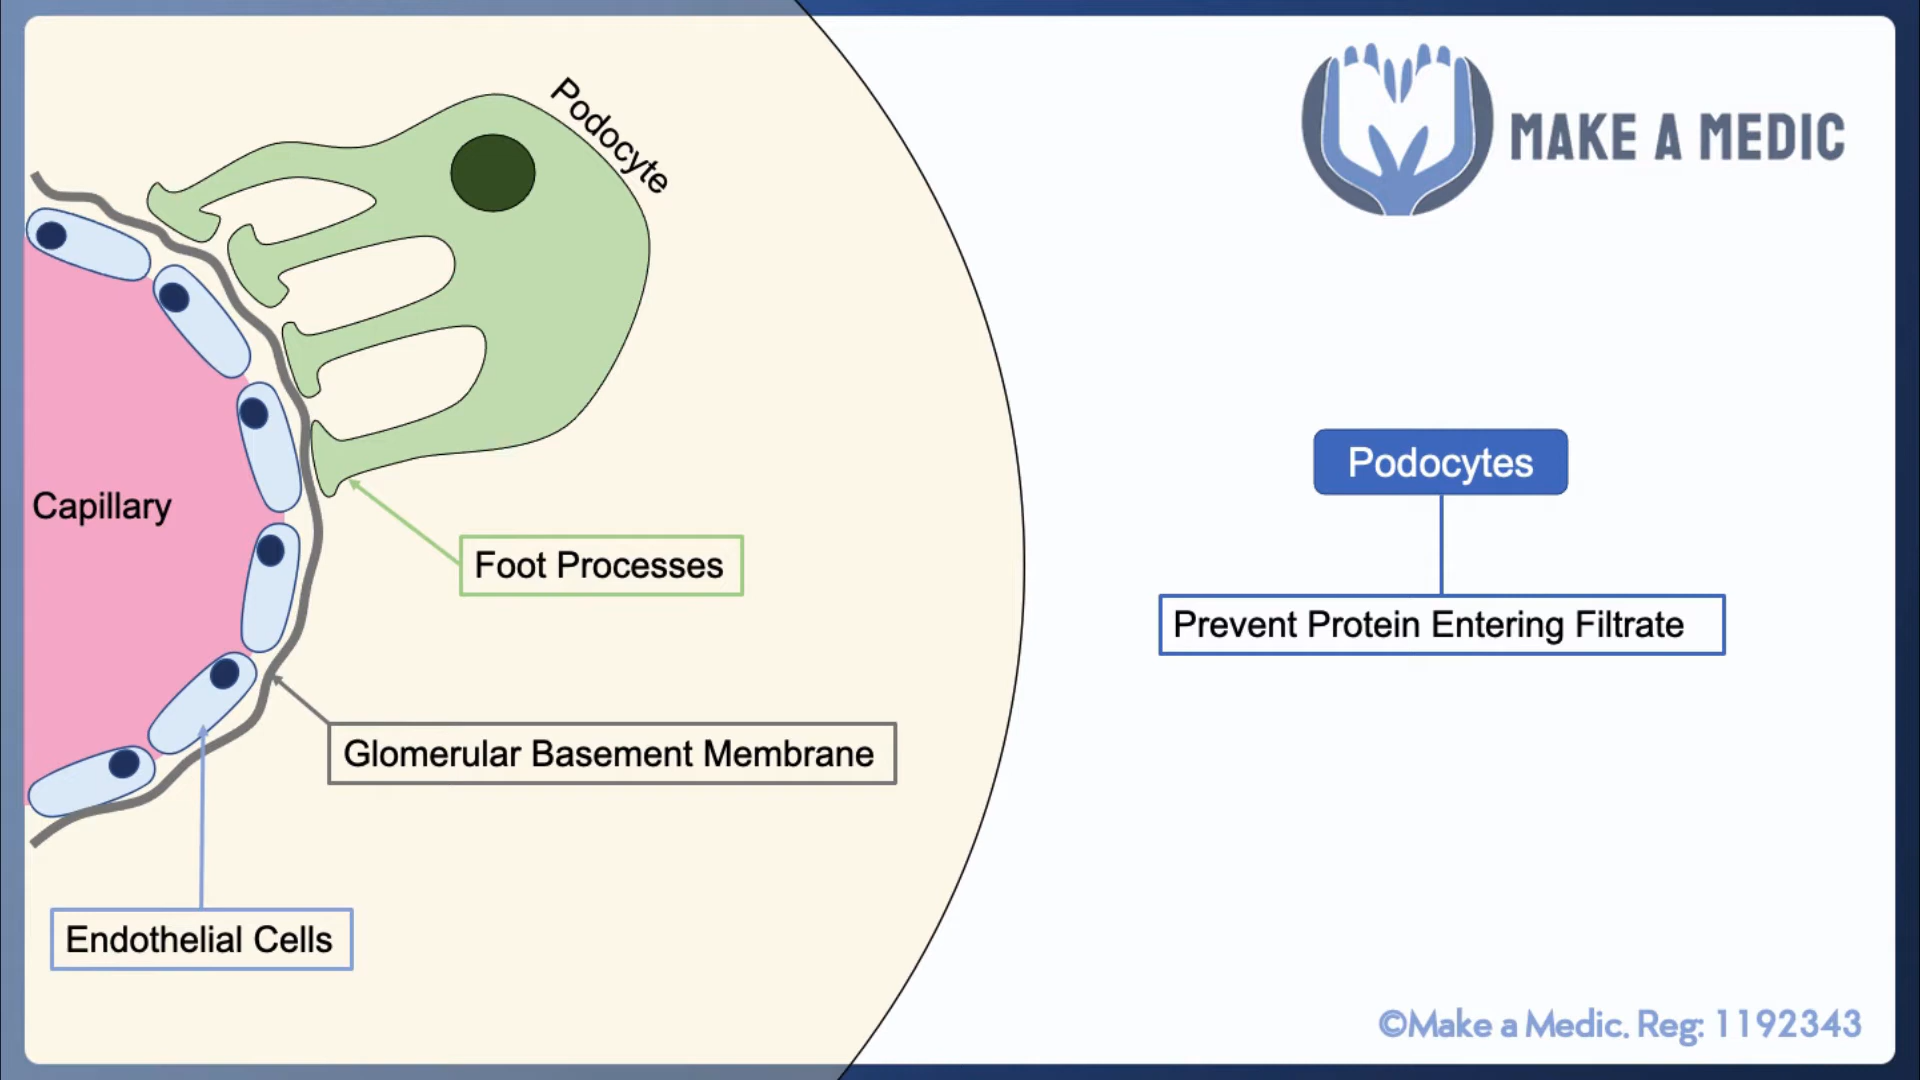 Podocyte
MAKE A MEDIC
Capillary
Foot Processes
Glomerular Basement Membrane
Endothelial Cells
Podocytes
Prevent Protein Entering Filtrate
©Make a Medic. Reg: 1192343